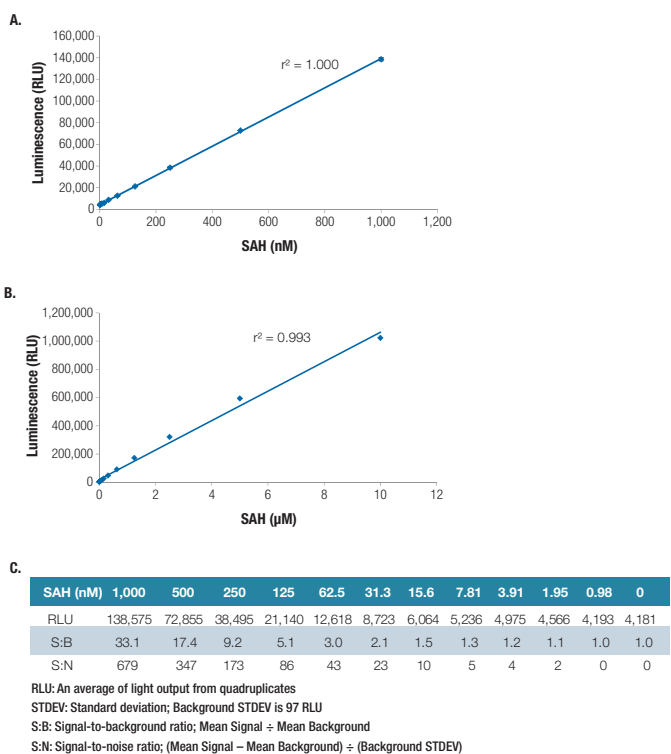 A.
160,000
140,000
120,000
100,000
80,000
60,000
40,000
20,000
0
Luminescence (RLU)
r² = 1.000
0 200 400 600 800 1,000 1,200
SAH (nM)
B.
1,200,000
1,000,000
800,000
600,000
400,000
200,000
0
Luminescence (RLU)
r² = 0.993
0 2 4 6 8 10 12
SAH (µM)
C.
SAH (nM) 1,000 500 250 125 62.5 31.3 15.6 7.81 3.91 1.95 0.98 0
RLU 138,575 72,855 38,495 21,140 12,618 8,723 6,064 5,236 4,975 4,566 4,193 4,181
S:B 33.1 17.4 9.2 5.1 3.0 2.1 1.5 1.3 1.2 1.1 1.0 1.0
S:N 679 347 173 86 43 23 10 5 4 2 0 0
RLU: An average of light output from quadruplicates
STDEV: Standard deviation; Background STDEV is 97 RLU
S:B: Signal-to-background ratio; Mean Signal ÷ Mean Background
S:N: Signal-to-noise ratio; (Mean Signal – Mean Background) ÷ (Background STDEV)